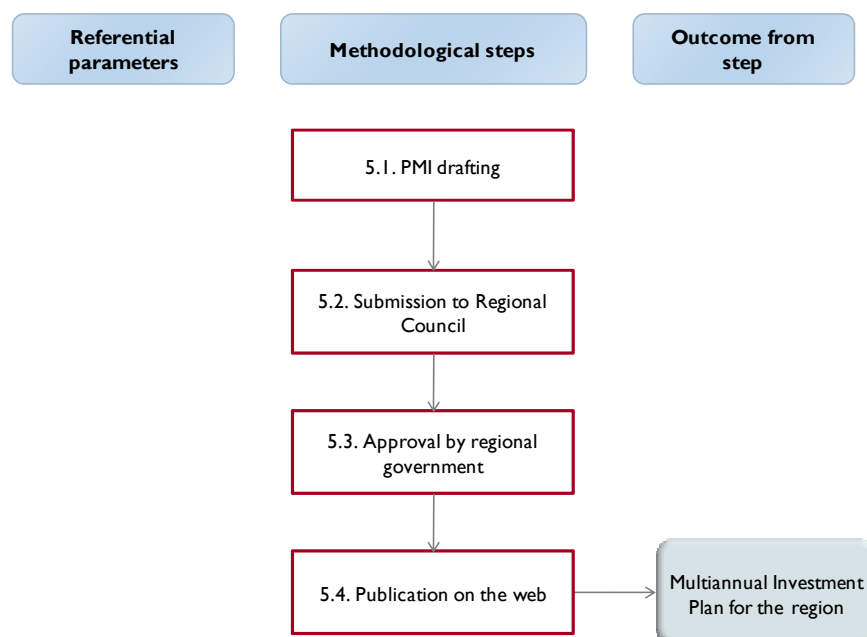 Referential
parameters
Methodological steps
Outcome from
step
5.1. PMI drafting
5.2. Submission to Regional
Council
5.3. Approval by regional
government
5.4. Publication on the web
Multiannual Investment
Plan for the region